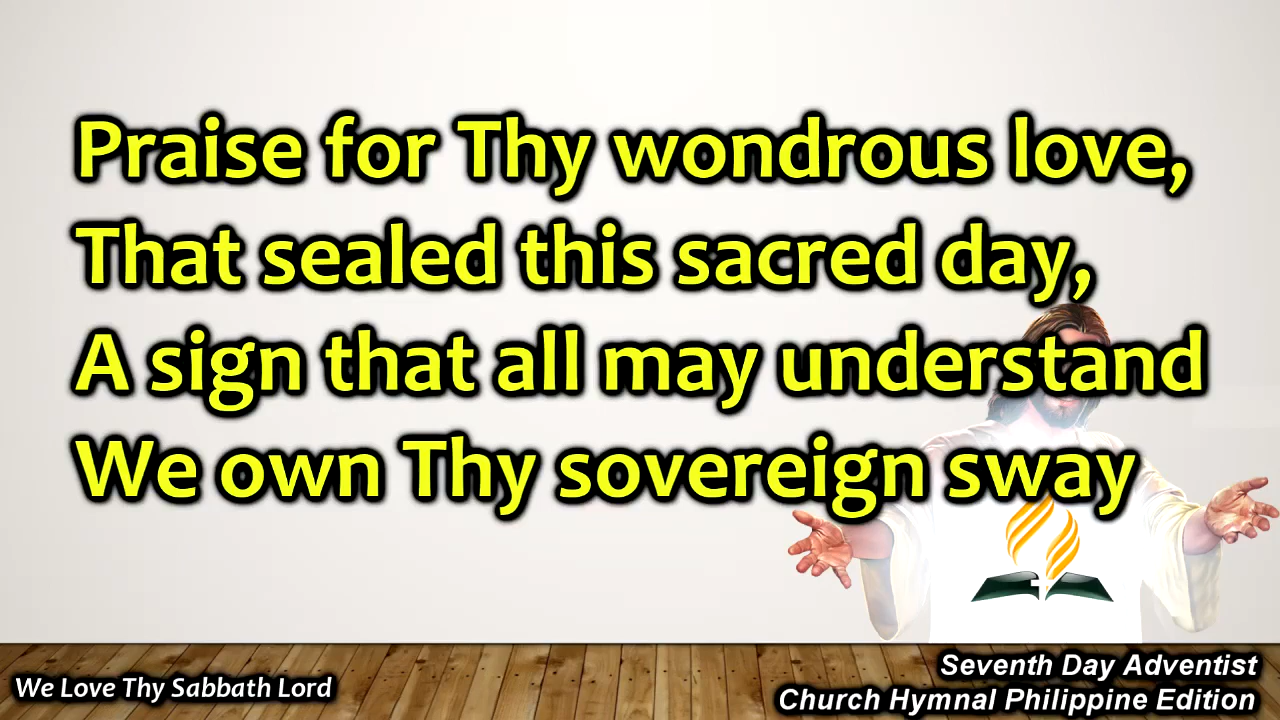 Praise for Thy wondrous love,
That sealed this sacred day,
A sign that all may understand
We own Thy sovereign sway
We Love Thy Sabbath Lord
Seventh Day Adventist
Church Hymnal Philippine Edition